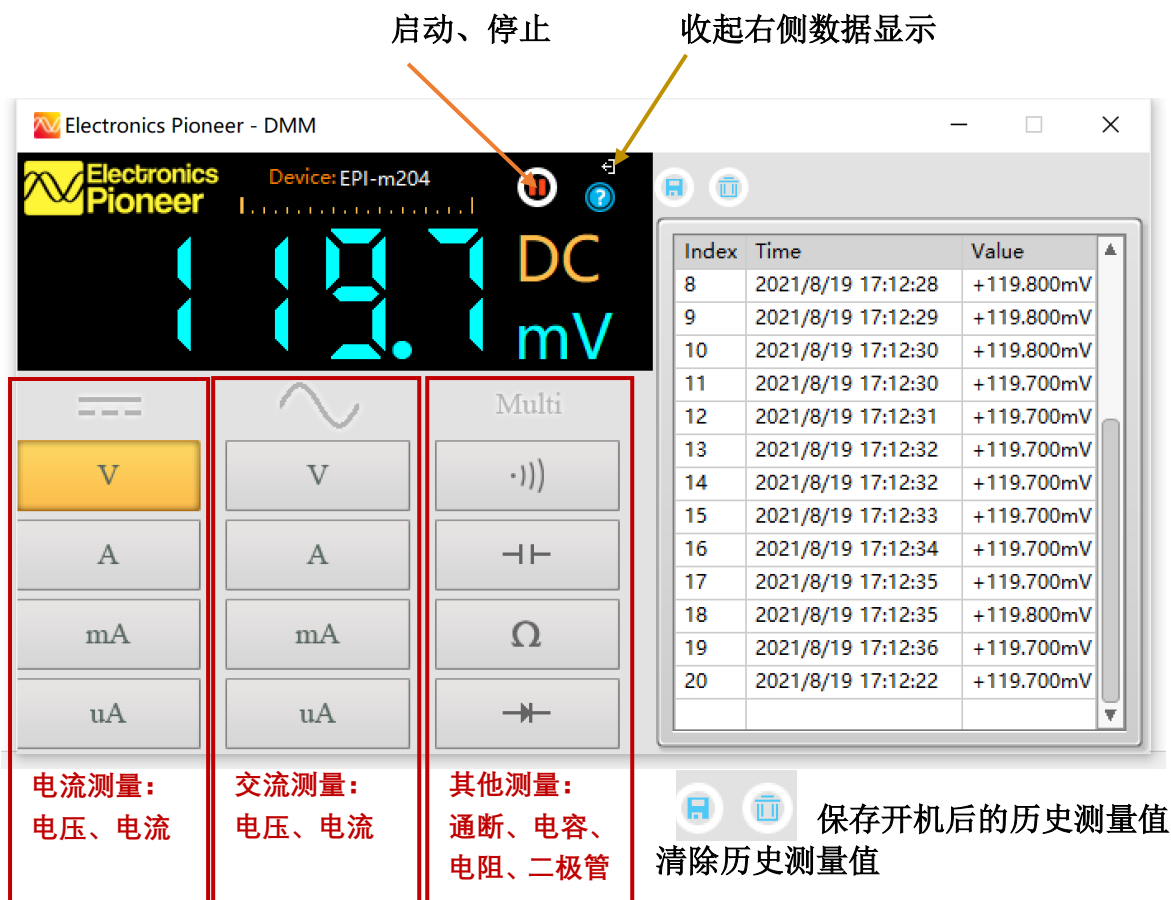 启动、停止
收起右侧数据显示
Electronics Pioneer - DMM
Electronics
Pioneer
Device: EPI-m204
?
119.7
DC
mV
Index Time Value
8 2021/8/19 17:12:28 +119.800mV
9 2021/8/19 17:12:29 +119.800mV
10 2021/8/19 17:12:30 +119.800mV
11 2021/8/19 17:12:30 +119.700mV
12 2021/8/19 17:12:31 +119.700mV
13 2021/8/19 17:12:32 +119.700mV
14 2021/8/19 17:12:32 +119.700mV
15 2021/8/19 17:12:33 +119.700mV
16 2021/8/19 17:12:34 +119.700mV
17 2021/8/19 17:12:35 +119.700mV
18 2021/8/19 17:12:35 +119.800mV
19 2021/8/19 17:12:36 +119.700mV
20 2021/8/19 17:12:22 +119.700mV
V
A
mA
uA
V
A
mA
uA
Multi
Ω
电流测量：
电压、电流
交流测量：
电压、电流
其他测量：
通断、电容、
电阻、二极管
保存开机后的历史测量值
清除历史测量值